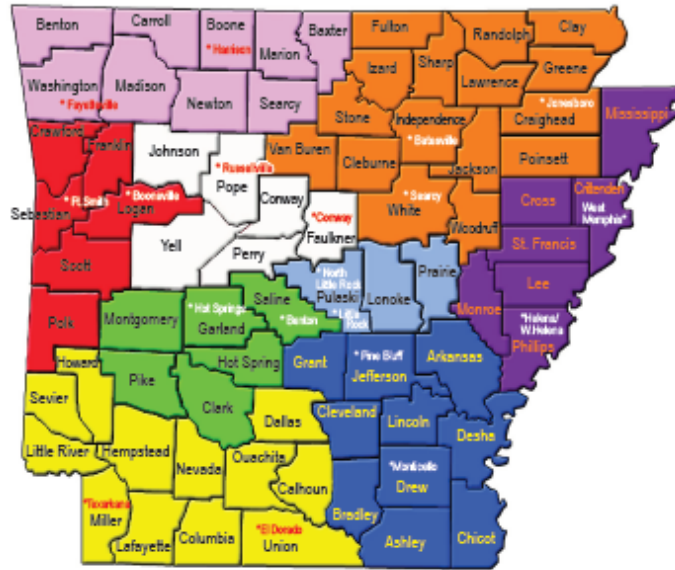 Benton
Carroll
Boone
* Harrison
Marion
Baxter
Fulton
Randolph
Clay
Izard
Sharp
Lawrence
Greene
Washington
* Fayetteville
Madison
Newton
Searcy
Stone
Independence
* Batesville
* Jonesboro
Craighead
Mississippi
Crawford
Franklin
Johnson
* Russellville
Pope
Van Buren
Cleburne
Jackson
Poinsett
Sebastian
* Ft. Smith
* Booneville
Logan
Conway
* Conway
Faulkner
* Searcy
White
Woodruff
Cross
Crittenden
West
Memphis*
Scott
Yell
Perry
St. Francis
* North
Little Rock
Pulaski
* Little
Rock
Lonoke
Prairie
Monroe
Lee
Polk
Montgomery
* Hot Springs
Garland
Saline
* Benton
*Helena/
W.Helena
Phillips
Howard
Pike
Hot Spring
Grant
* Pine Bluff
Jefferson
Arkansas
Sevier
Clark
Dallas
Cleveland
Lincoln
Desha
Little River
Hempstead
Nevada
Ouachita
Calhoun
*Monticello
Drew
Bradley
*Texarkana
Miller
Lafayette
Columbia
*El Dorado
Union
Ashley
Chicot